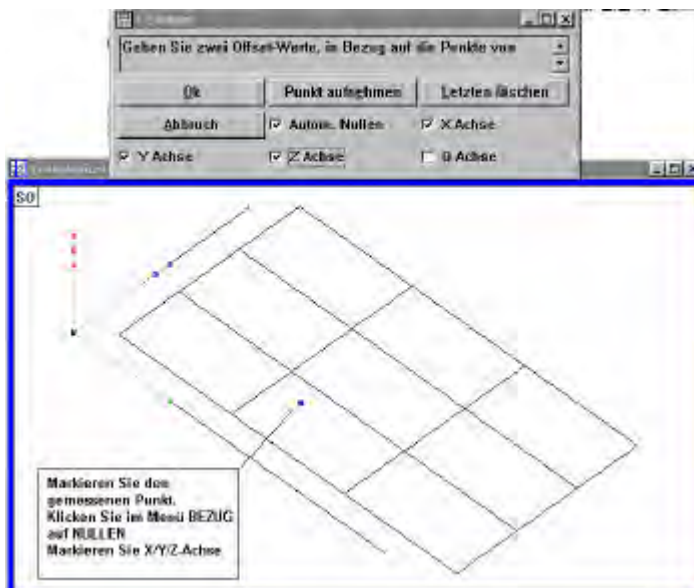 Geben Sie zwei Offset-Werte, in Bezug auf die Punkte von
Ok Punkt aufnehmen Letzten löschen
Abbruch Autom. Nullen X Achse
Y Achse Z Achse
S0
Markieren Sie den
gemessenen Punkt.
Klicken Sie im Menü BEZUG
auf NULLEN
Markieren Sie X/Y/Z-Achse